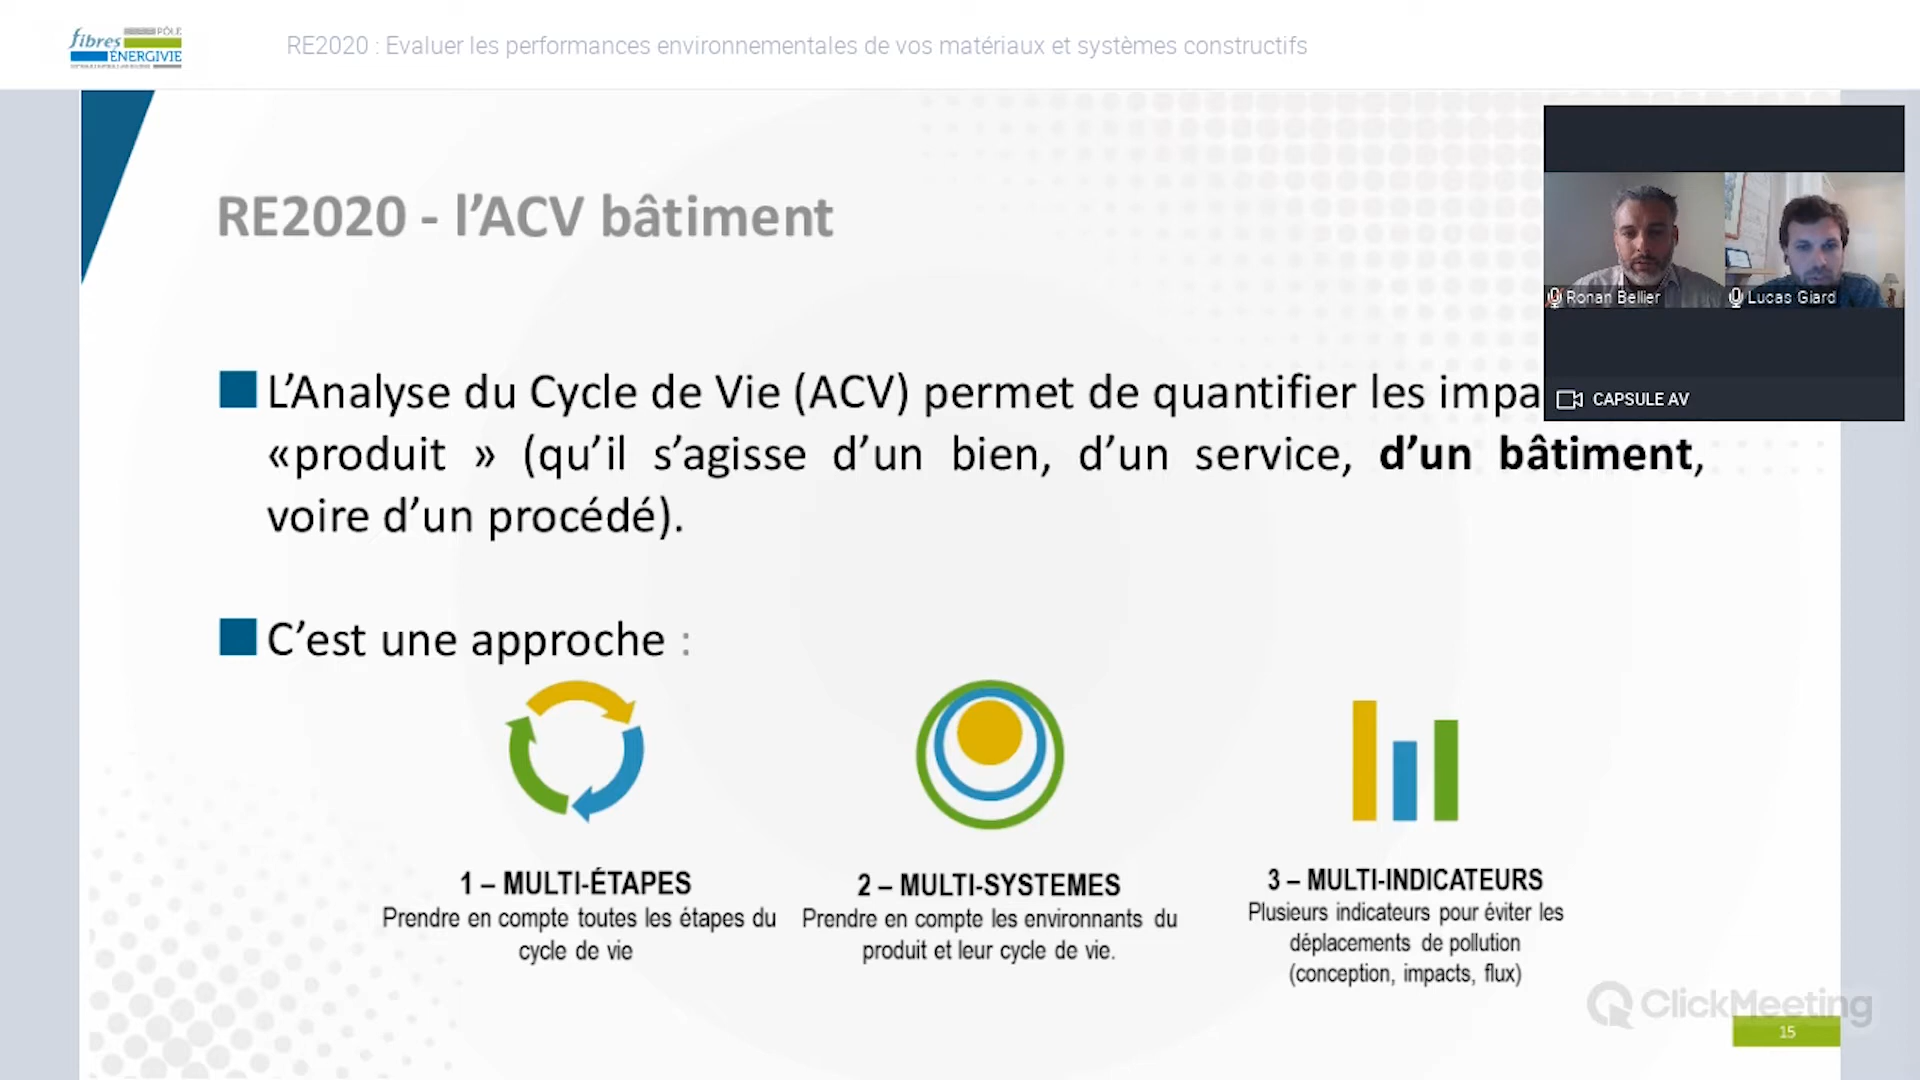 fibres PÔLE
ÉNERGIVIE
RE2020 : Evaluer les performances environnementales de vos matériaux et systèmes constructifs
RE2020 - l’ACV bâtiment
Ronan Bellier
Lucas Giard
CAPSULE AV
L’Analyse du Cycle de Vie (ACV) permet de quantifier les impa
«produit » (qu’il s’agisse d’un bien, d’un service, d’un bâtiment,
voire d’un procédé).
C’est une approche :
1 – MULTI-ÉTAPES
Prendre en compte toutes les étapes du
cycle de vie
2 – MULTI-SYSTEMES
Prendre en compte les environnants du
produit et leur cycle de vie.
3 – MULTI-INDICATEURS
Plusieurs indicateurs pour éviter les
déplacements de pollution
(conception, impacts, flux)
ClickMeeting
15